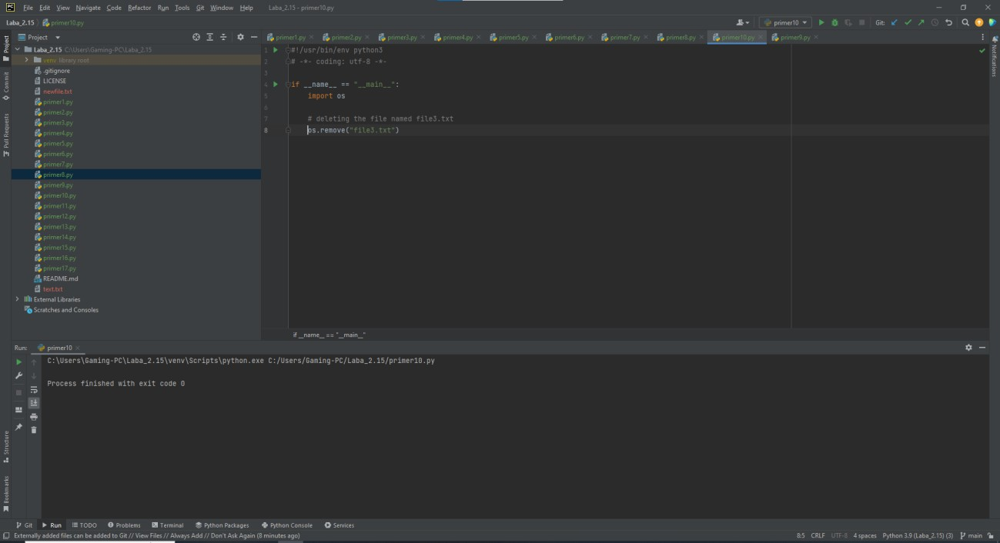 PC File Edit View Navigate Code Refactor Run Tools Git Window Help Laba_2.15 - primer10.py
Laba_2.15 primer10.py primer10 Git:
Project
primer1.py primer2.py primer3.py primer4.py primer5.py primer6.py primer7.py primer8.py primer10.py primer9.py
Laba_2.15 C:\Users\Gaming-PC\Laba_2.15
venv library root
.gitignore
LICENSE
newfile.txt
primer1.py
primer2.py
primer3.py
primer4.py
primer5.py
primer6.py
primer7.py
primer8.py
primer9.py
primer10.py
primer11.py
primer12.py
primer13.py
primer14.py
primer15.py
primer16.py
primer17.py
README.md
text.txt
External Libraries
Scratches and Consoles
Project
Commit
Pull Requests
Structure
Bookmarks
1 #!/usr/bin/env python3
2 # -*- coding: utf-8 -*-
3
4 if __name__ == "__main__":
5 import os
6
7 # deleting the file named file3.txt
8 os.remove("file3.txt")
if __name__ == "__main__"
Notifications
Run: primer10
C:\Users\Gaming-PC\Laba_2.15\venv\Scripts\python.exe C:/Users/Gaming-PC/Laba_2.15/primer10.py
Process finished with exit code 0
Git Run TODO Problems Terminal Python Packages Python Console Services
Externally added files can be added to Git // View Files // Always Add // Don't Ask Again (8 minutes ago) 8:5 CRLF UTF-8 4 spaces Python 3.9 (Laba_2.15) (3) main